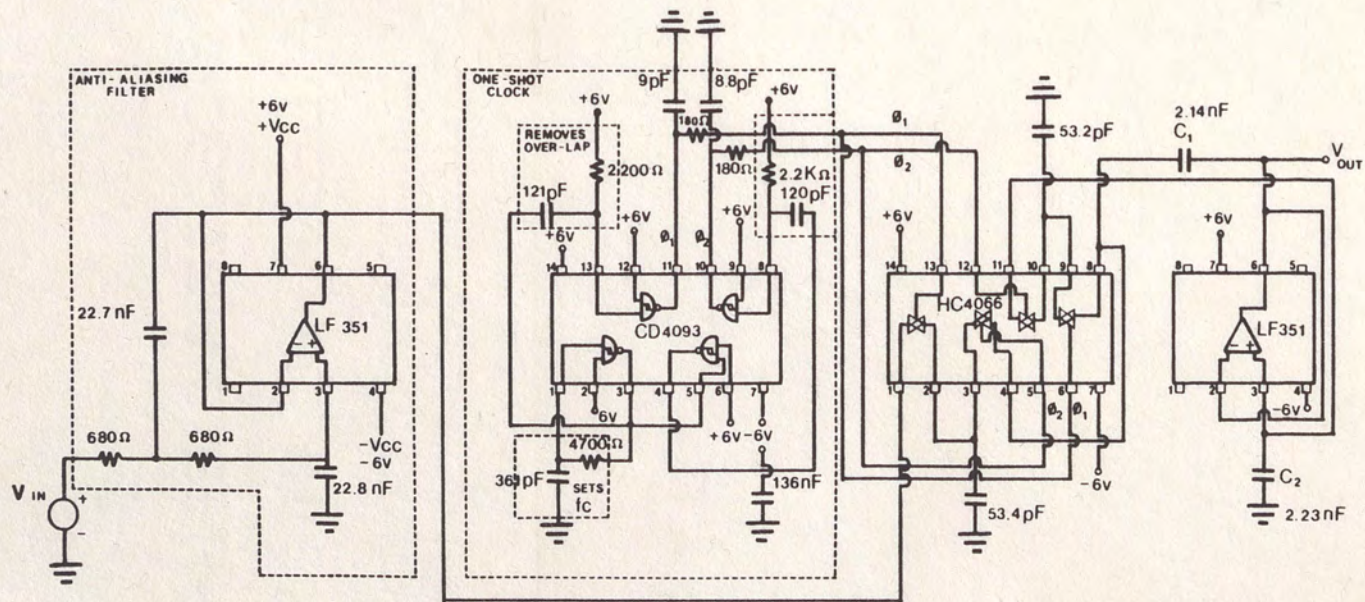 ANTI-ALIASING
FILTER
+6v
+Vcc
8
7
6
5
22.7 nF
LF 351
- +
1
2
3
4
-Vcc
-6v
680Ω
680Ω
22.8 nF
V IN
+
-
ONE-SHOT
CLOCK
9pF
8.8pF
+6v
+6v
REMOVES
OVER-LAP
180Ω
180Ω
2200Ω
2.2KΩ
121pF
120pF
+6v
+6v
+6v
Ø1
Ø2
14
13
12
11
10
9
8
CD4093
1
2
3
4
5
6
7
6v
+6v
-6v
4700Ω
361pF
SETS
fc
136nF
Ø1
Ø2
53.2pF
2.14nF
C1
V OUT
+6v
14
13
12
11
10
9
8
HC4066
1
2
3
4
5
6
7
Ø2
Ø1
-6v
53.4pF
+6v
8
7
6
5
LF351
- +
1
2
3
4
-6v
C2
2.23nF